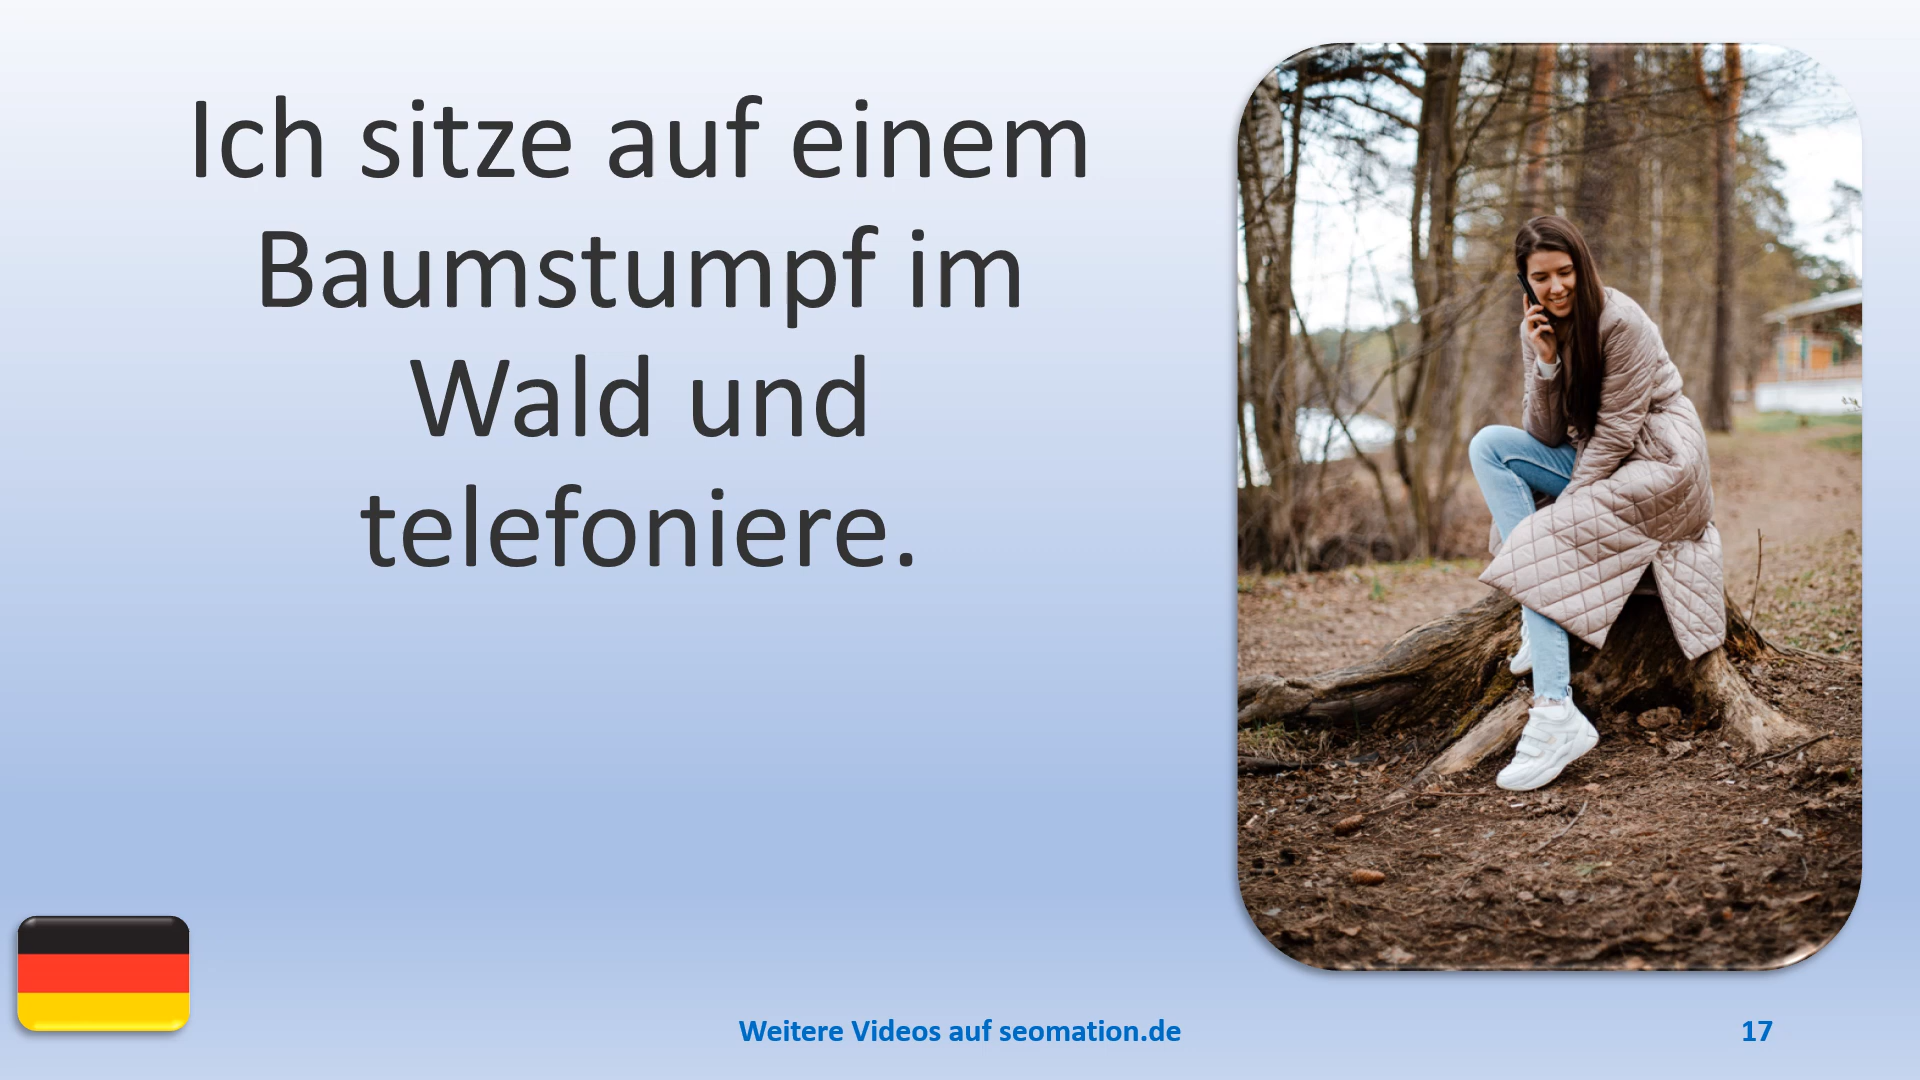 Ich sitze auf einem
Baumstumpf im
Wald und
telefoniere.
Weitere Videos auf seomation.de
17